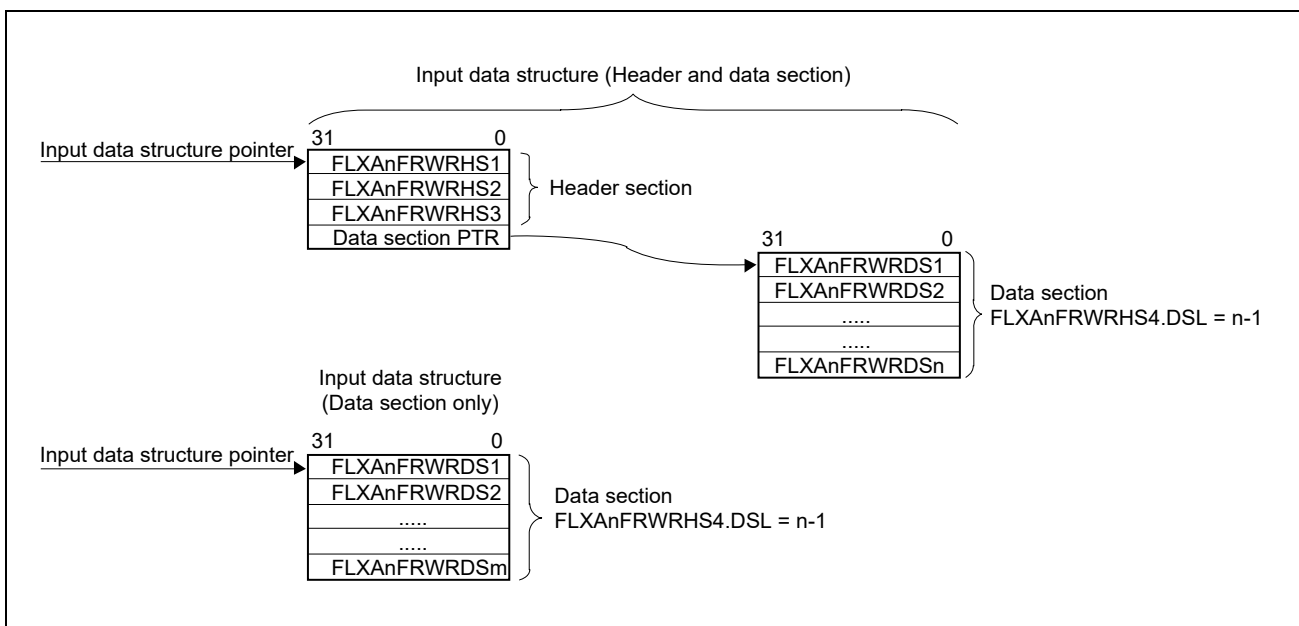 Input data structure (Header and data section)
31 0
Input data structure pointer
FLXAnFRWRHS1
FLXAnFRWRHS2
FLXAnFRWRHS3
Data section PTR
Header section
31 0
FLXAnFRWRDS1
FLXAnFRWRDS2
.....
.....
FLXAnFRWRDSn
Data section
FLXAnFRWRHS4.DSL = n-1
Input data structure
(Data section only)
31 0
Input data structure pointer
FLXAnFRWRDS1
FLXAnFRWRDS2
.....
.....
FLXAnFRWRDSm
Data section
FLXAnFRWRHS4.DSL = n-1